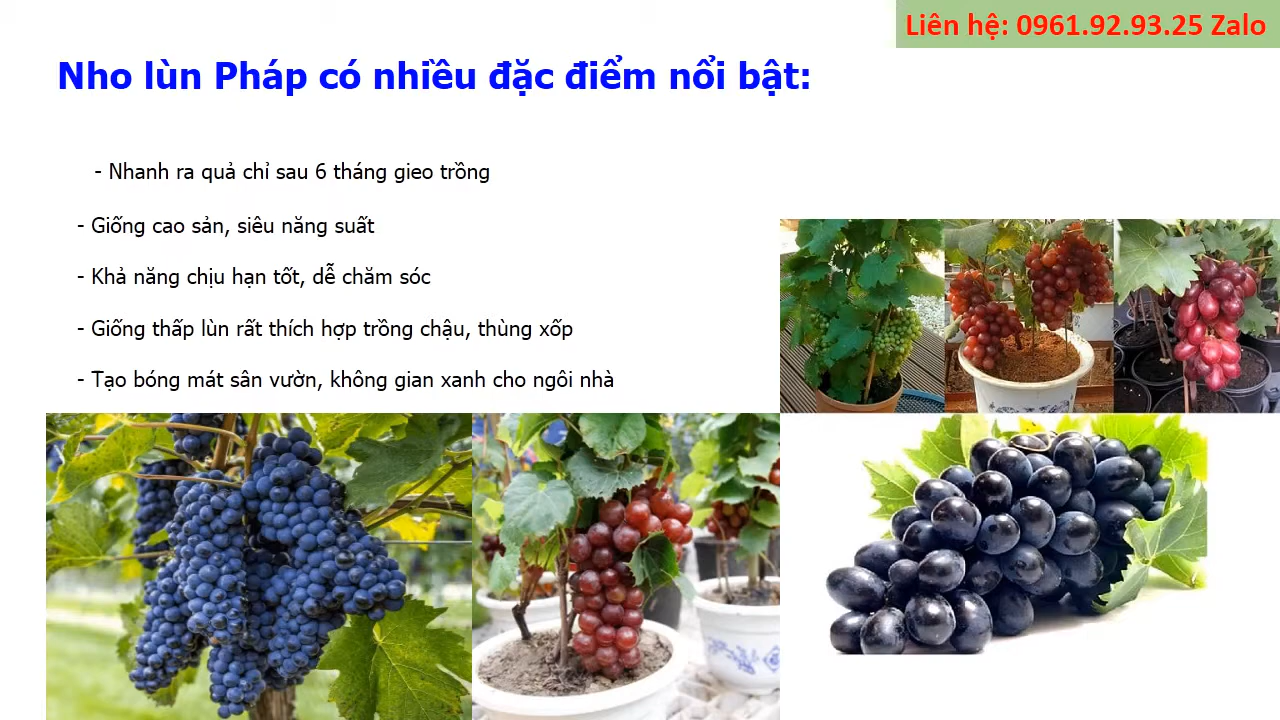 Liên hệ: 0961.92.93.25 Zalo
Nho lùn Pháp có nhiều đặc điểm nổi bật:
- Nhanh ra quả chỉ sau 6 tháng gieo trồng
- Giống cao sản, siêu năng suất
- Khả năng chịu hạn tốt, dễ chăm sóc
- Giống thấp lùn rất thích hợp trồng chậu, thùng xốp
- Tạo bóng mát sân vườn, không gian xanh cho ngôi nhà